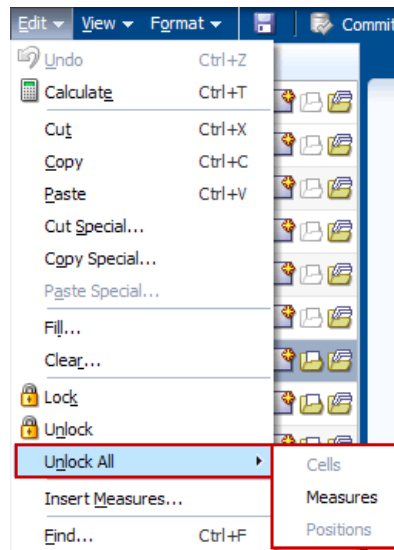 Edit View Format Commit
Undo Ctrl+Z
Calculate Ctrl+T
Cut Ctrl+X
Copy Ctrl+C
Paste Ctrl+V
Cut Special...
Copy Special...
Paste Special...
Fill...
Clear...
Lock
Unlock
Unlock All Cells
Insert Measures... Measures
Find... Ctrl+F Positions